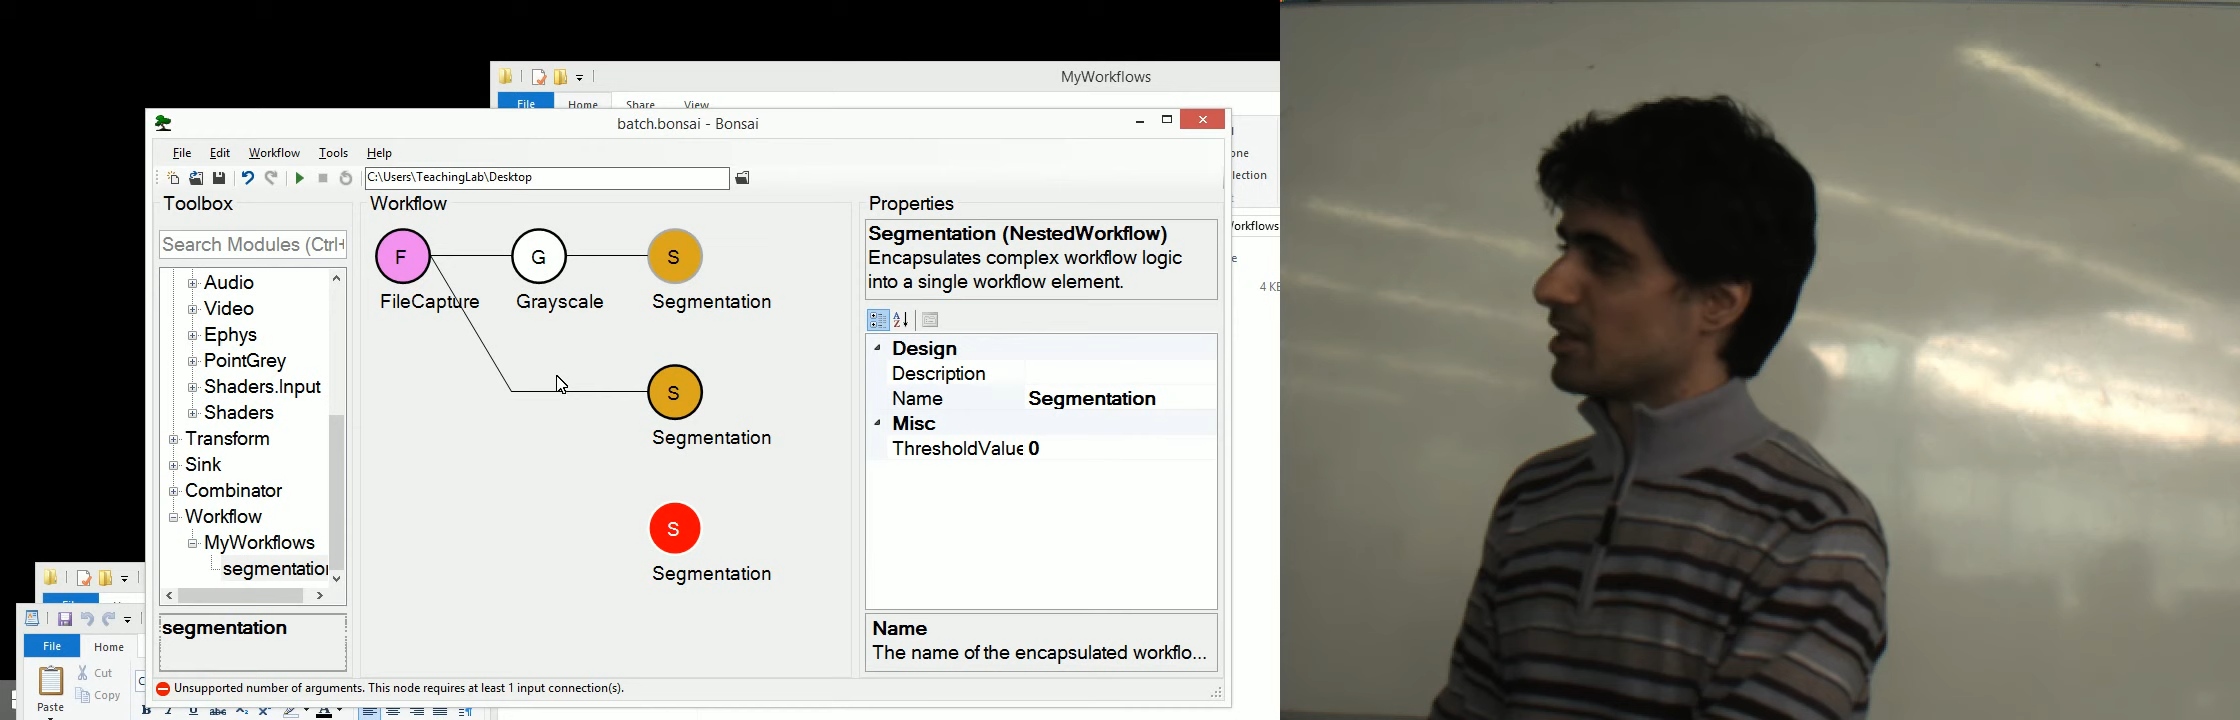 MyWorkflows
File
Home
Share
View
batch.bonsai - Bonsai
File Edit Workflow Tools Help
C:\Users\TeachingLab\Desktop
Toolbox
Search Modules (Ctrl+
Audio
Video
Ephys
PointGrey
Shaders.Input
Shaders
Transform
Sink
Combinator
Workflow
MyWorkflows
segmentation
segmentation
Workflow
F
G
S
FileCapture
Grayscale
Segmentation
S
Segmentation
S
Segmentation
Properties
Segmentation (NestedWorkflow)
Encapsulates complex workflow logic
into a single workflow element.
Design
Description
Name Segmentation
Misc
ThresholdValue 0
Name
The name of the encapsulated workflo...
Unsupported number of arguments. This node requires at least 1 input connection(s).
File
Home
Cut
Copy
Paste
4 KB